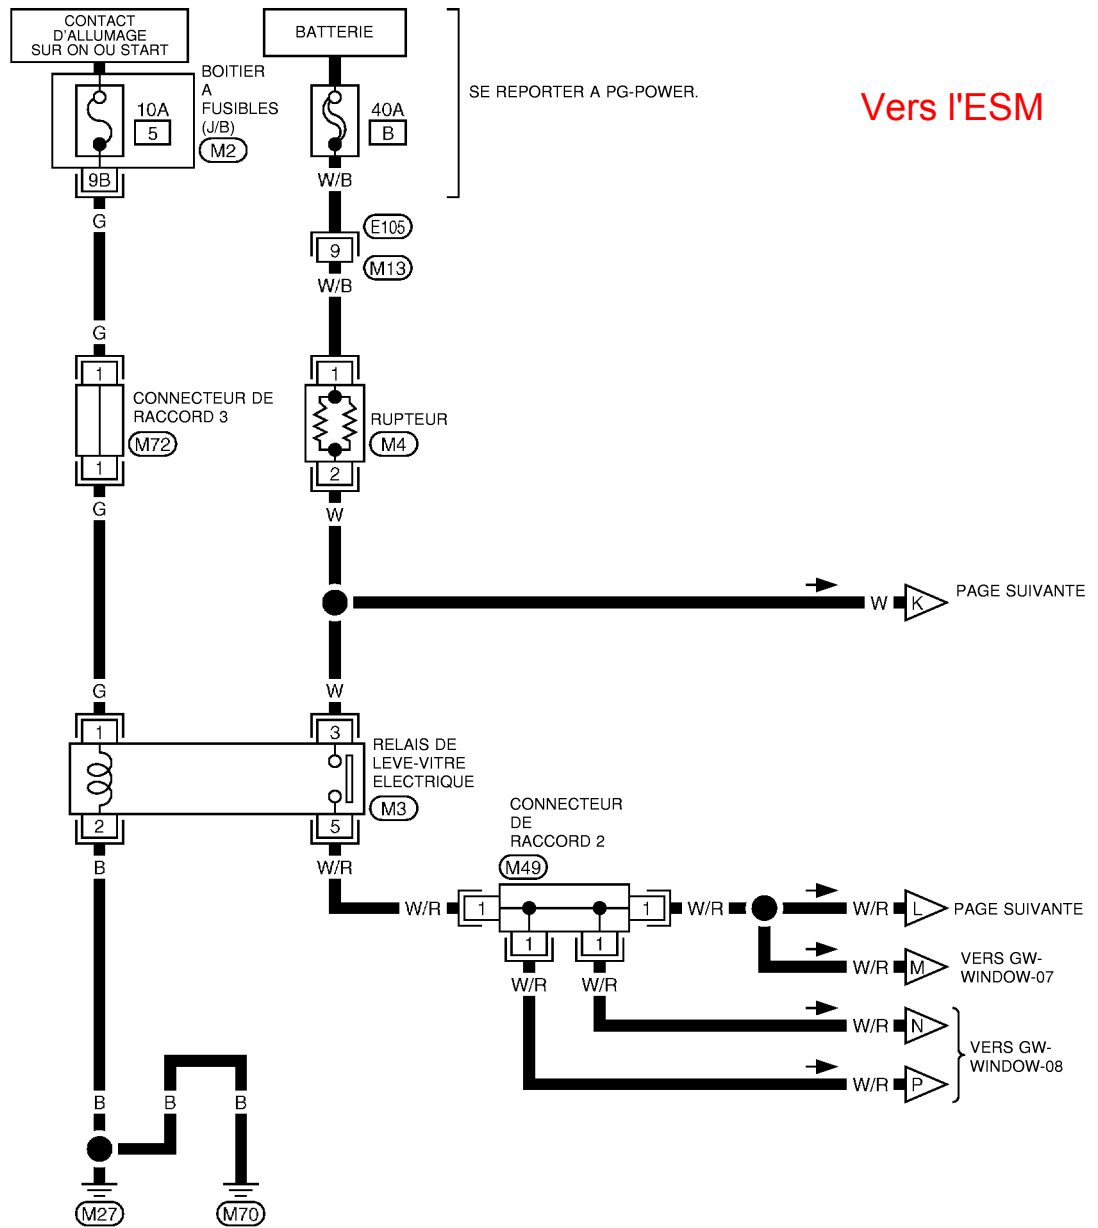 CONTACT
D'ALLUMAGE
SUR ON OU START
BATTERIE
BOITIER
A
FUSIBLES
(J/B)
M2
10A
5
40A
B
SE REPORTER A PG-POWER.
Vers l'ESM
9B
W/B
G
E105
9
M13
W/B
G
1
1
CONNECTEUR DE
RACCORD 3
M72
RUPTEUR
M4
1
2
G
W
W
K
PAGE SUIVANTE
G
W
1
3
RELAIS DE
LEVE-VITRE
ELECTRIQUE
M3
2
5
B
W/R
CONNECTEUR
DE
RACCORD 2
M49
W/R
1
1
W/R
W/R
L
PAGE SUIVANTE
1
1
W/R
W/R
W/R
M
VERS GW-
WINDOW-07
W/R
N
W/R
P
VERS GW-
WINDOW-08
B
B
B
M27
M70